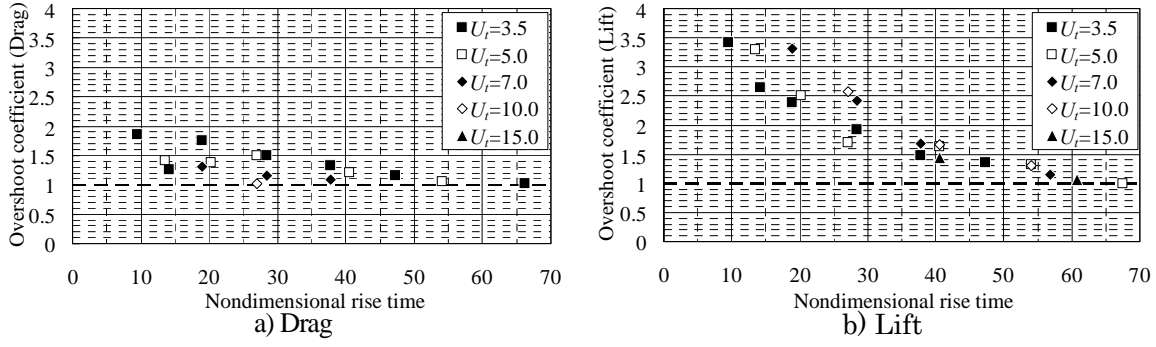 Overshoot coefficient (Drag)
4
3.5
3
2.5
2
1.5
1
0.5
0
0 10 20 30 40 50 60 70
Nondimensional rise time
Ut=3.5
Ut=5.0
Ut=7.0
Ut=10.0
Ut=15.0
a) Drag
Overshoot coefficient (Lift)
4
3.5
3
2.5
2
1.5
1
0.5
0
0 10 20 30 40 50 60 70
Nondimensional rise time
Ut=3.5
Ut=5.0
Ut=7.0
Ut=10.0
Ut=15.0
b) Lift